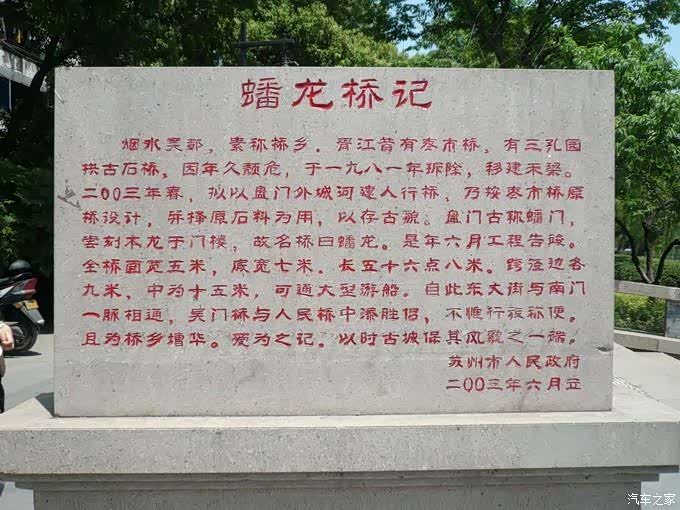 蟠龙桥记
烟水吴郡，素称桥乡。胥江昔有枣市桥，有三孔圆
拱古石桥，因年久颓危，于一九八一年拆除，移建未果。
二00三年春，拟以盘门外城河建人行桥，乃按枣市桥原
桥设计，并择原石料为用，以存古貌。盘门古称蟠门，
尝刻木龙于门楼，故名桥曰蟠龙。是年六月工程告竣。
全桥面宽五米，底宽七米。长五十六点八米。跨径边各
九米，中为十五米，可通大型游船。自此东大街与南门
一脉相通，吴门桥与人民桥中添胜侣，不惟行旅称便。
且为桥乡增华。爰为之记。以时古城保其风貌之一端。
苏州市人民政府
二00三年六月立
汽车之家